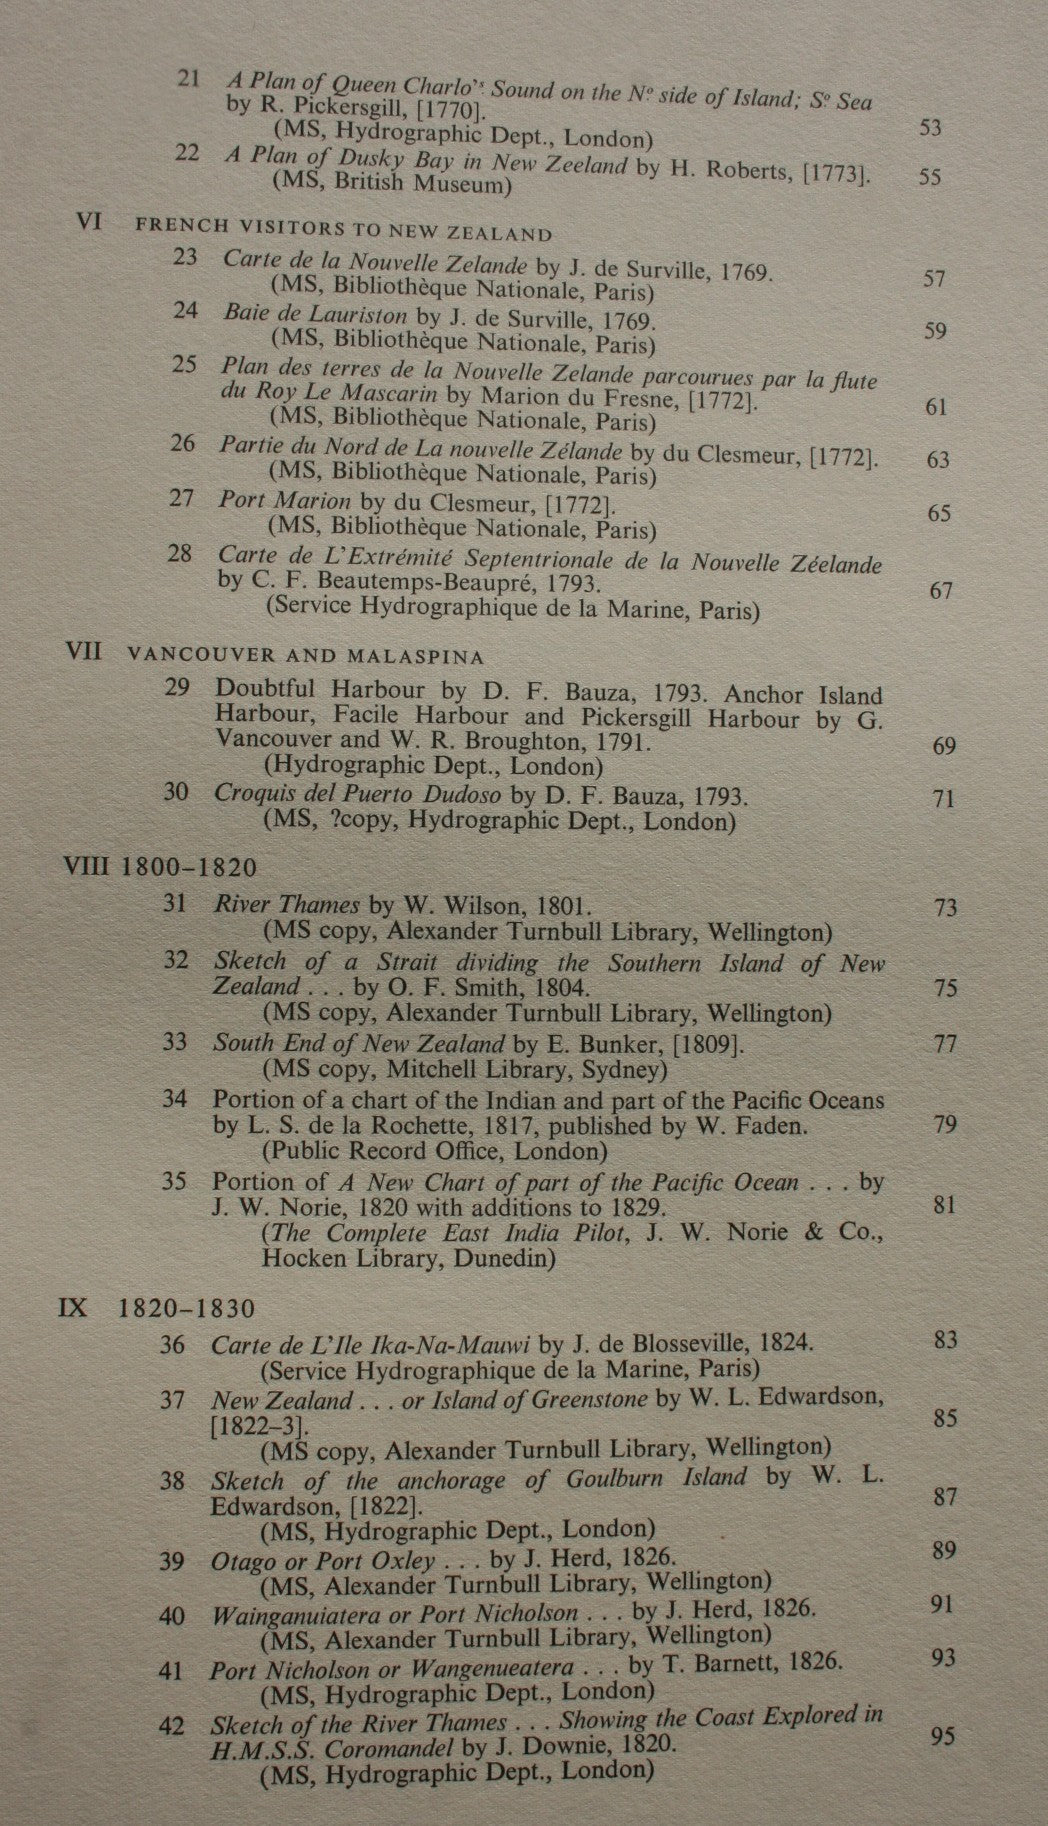 21 A Plan of Queen Charlo's Sound on the No side of Island; So Sea
by R. Pickersgill, [1770].
(MS, Hydrographic Dept., London) 53
22 A Plan of Dusky Bay in New Zeeland by H. Roberts, [1773].
(MS, British Museum) 55
VI FRENCH VISITORS TO NEW ZEALAND
23 Carte de la Nouvelle Zelande by J. de Surville, 1769.
(MS, Bibliothèque Nationale, Paris) 57
24 Baie de Lauriston by J. de Surville, 1769.
(MS, Bibliothèque Nationale, Paris) 59
25 Plan des terres de la Nouvelle Zelande parcourues par la flute
du Roy Le Mascarin by Marion du Fresne, [1772].
(MS, Bibliothèque Nationale, Paris) 61
26 Partie du Nord de La nouvelle Zélande by du Clesmeur, [1772]. 63
(MS, Bibliothèque Nationale, Paris)
27 Port Marion by du Clesmeur, [1772]. 65
(MS, Bibliothèque Nationale, Paris)
28 Carte de L'Extrémité Septentrionale de la Nouvelle Zéelande
by C. F. Beautemps-Beaupré, 1793. 67
(Service Hydrographique de la Marine, Paris)
VII VANCOUVER AND MALASPINA
29 Doubtful Harbour by D. F. Bauza, 1793. Anchor Island
Harbour, Facile Harbour and Pickersgill Harbour by G.
Vancouver and W. R. Broughton, 1791. 69
(Hydrographic Dept., London)
30 Croquis del Puerto Dudoso by D. F. Bauza, 1793. 71
(MS, ?copy, Hydrographic Dept., London)
VIII 1800–1820
31 River Thames by W. Wilson, 1801. 73
(MS copy, Alexander Turnbull Library, Wellington)
32 Sketch of a Strait dividing the Southern Island of New
Zealand . . . by O. F. Smith, 1804. 75
(MS copy, Alexander Turnbull Library, Wellington)
33 South End of New Zealand by E. Bunker, [1809]. 77
(MS copy, Mitchell Library, Sydney)
34 Portion of a chart of the Indian and part of the Pacific Oceans
by L. S. de la Rochette, 1817, published by W. Faden. 79
(Public Record Office, London)
35 Portion of A New Chart of part of the Pacific Ocean . . . by
J. W. Norie, 1820 with additions to 1829. 81
(The Complete East India Pilot, J. W. Norie & Co.,
Hocken Library, Dunedin)
IX 1820–1830
36 Carte de L'Ile Ika-Na-Mauwi by J. de Blosseville, 1824. 83
(Service Hydrographique de la Marine, Paris)
37 New Zealand . . . or Island of Greenstone by W. L. Edwardson,
[1822–3]. 85
(MS copy, Alexander Turnbull Library, Wellington)
38 Sketch of the anchorage of Goulburn Island by W. L.
Edwardson, [1822]. 87
(MS, Hydrographic Dept., London)
39 Otago or Port Oxley . . . by J. Herd, 1826. 89
(MS, Alexander Turnbull Library, Wellington)
40 Wainganuiatera or Port Nicholson . . . by J. Herd, 1826. 91
(MS, Alexander Turnbull Library, Wellington)
41 Port Nicholson or Wangenueatera . . . by T. Barnett, 1826. 93
(MS, Hydrographic Dept., London)
42 Sketch of the River Thames . . . Showing the Coast Explored in
H.M.S.S. Coromandel by J. Downie, 1820. 95
(MS, Hydrographic Dept., London)